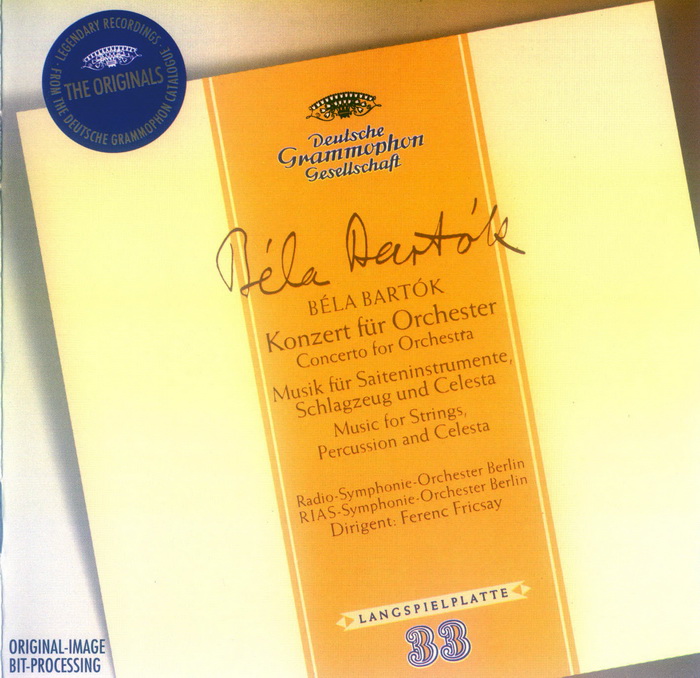 LEGENDARY RECORDINGS · FROM THE DEUTSCHE GRAMMOPHON CATALOGUE ·
THE ORIGINALS
Deutsche
Grammophon
Gesellschaft
Béla Bartók
BÉLA BARTÓK
Konzert für Orchester
Concerto for Orchestra
Musik für Saiteninstrumente,
Schlagzeug und Celesta
Music for Strings,
Percussion and Celesta
Radio-Symphonie-Orchester Berlin
RIAS-Symphonie-Orchester Berlin
Dirigent: Ferenc Fricsay
LANGSPIELPLATTE
33
ORIGINAL-IMAGE
BIT-PROCESSING